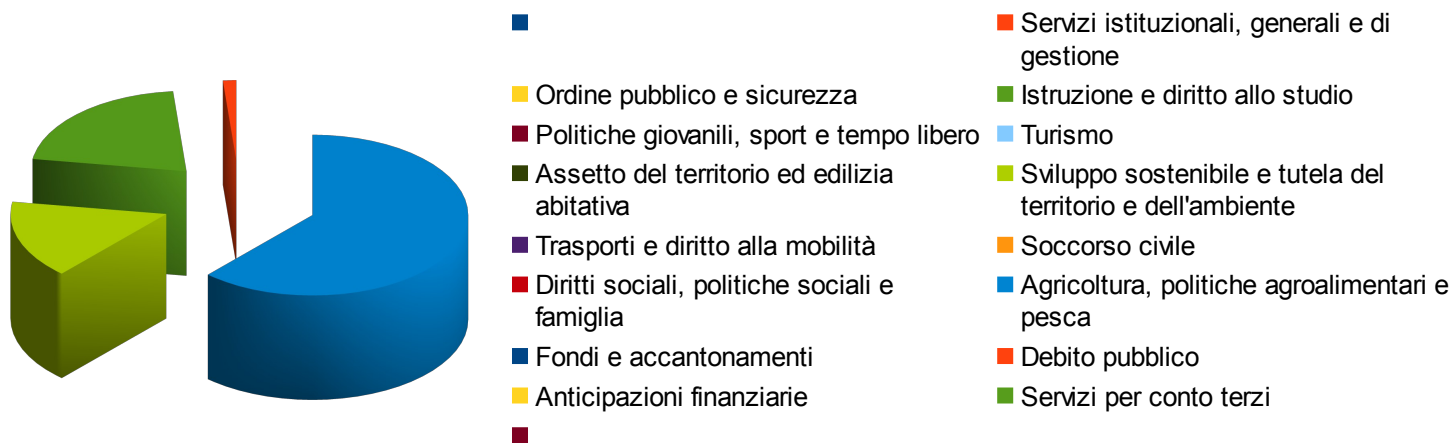 Servizi istituzionali, generali e di
gestione
Ordine pubblico e sicurezza
Istruzione e diritto allo studio
Politiche giovanili, sport e tempo libero
Turismo
Assetto del territorio ed edilizia
abitativa
Sviluppo sostenibile e tutela del
territorio e dell'ambiente
Trasporti e diritto alla mobilità
Soccorso civile
Diritti sociali, politiche sociali e
famiglia
Agricoltura, politiche agroalimentari e
pesca
Fondi e accantonamenti
Debito pubblico
Anticipazioni finanziarie
Servizi per conto terzi